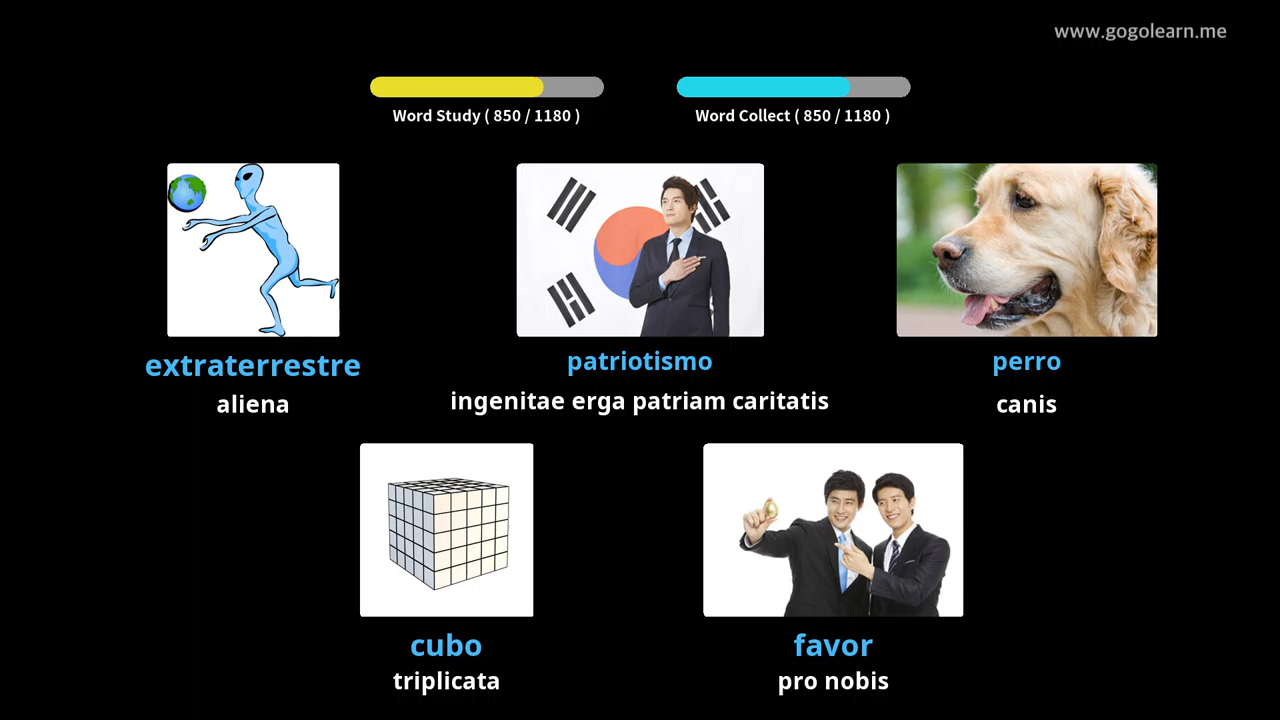 www.gogolearn.me
Word Study ( 850 / 1180 )
Word Collect ( 850 / 1180 )
extraterrestre
aliena
patriotismo
ingenitae erga patriam caritatis
perro
canis
cubo
triplicata
favor
pro nobis